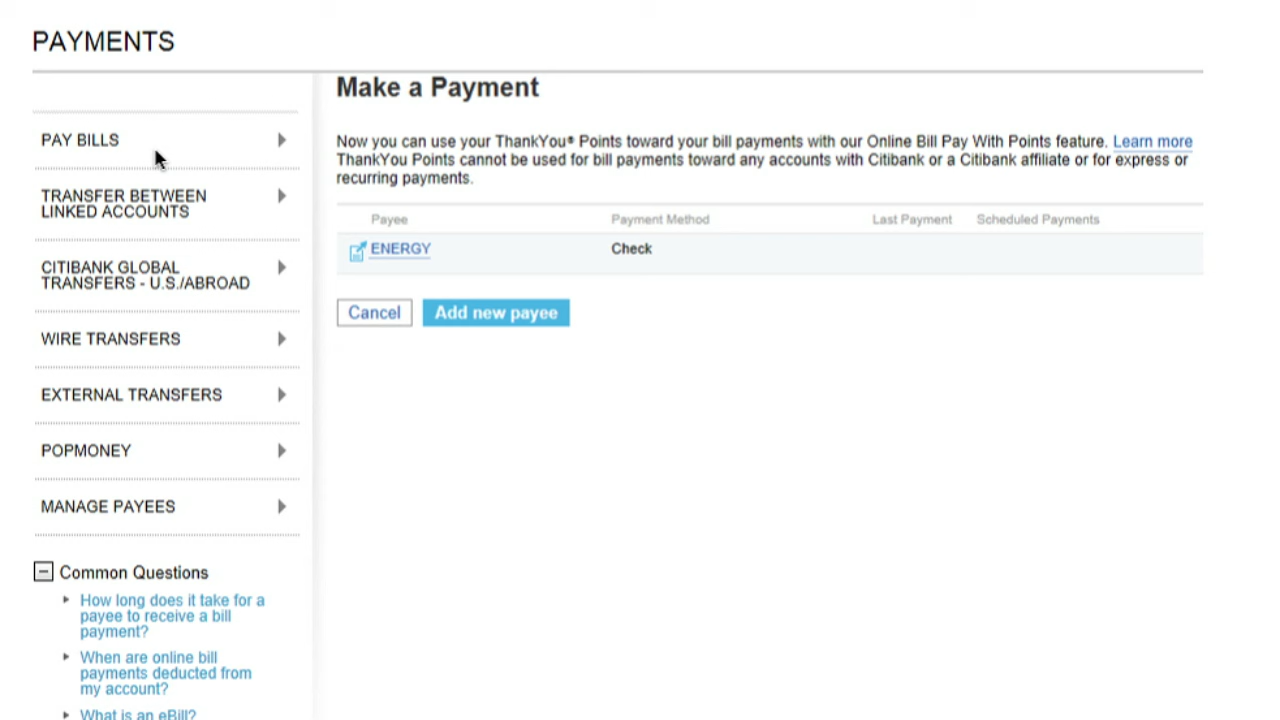 PAYMENTS
Make a Payment
PAY BILLS
TRANSFER BETWEEN
LINKED ACCOUNTS
CITIBANK GLOBAL
TRANSFERS - U.S./ABROAD
WIRE TRANSFERS
EXTERNAL TRANSFERS
POPMONEY
MANAGE PAYEES
Common Questions
How long does it take for a
payee to receive a bill
payment?
When are online bill
payments deducted from
my account?
What is an eBill?
Now you can use your ThankYou® Points toward your bill payments with our Online Bill Pay With Points feature. Learn more
ThankYou Points cannot be used for bill payments toward any accounts with Citibank or a Citibank affiliate or for express or
recurring payments.
Payee Payment Method Last Payment Scheduled Payments
ENERGY Check
Cancel Add new payee